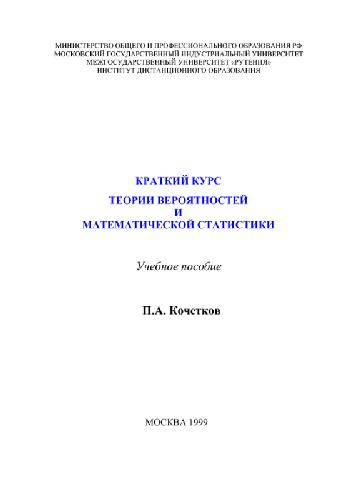 МИНИСТЕРСТВО ОБЩЕГО И ПРОФЕССИОНАЛЬНОГО ОБРАЗОВАНИЯ РФ
МОСКОВСКИЙ ГОСУДАРСТВЕННЫЙ ИНДУСТРИАЛЬНЫЙ УНИВЕРСИТЕТ
МЕЖГОСУДАРСТВЕННЫЙ УНИВЕРСИТЕТ «РУТЕНИЯ»
ИНСТИТУТ ДИСТАНЦИОННОГО ОБРАЗОВАНИЯ
КРАТКИЙ КУРС
ТЕОРИИ ВЕРОЯТНОСТЕЙ
И
МАТЕМАТИЧЕСКОЙ СТАТИСТИКИ
Учебное пособие
П.А. Кочетков
МОСКВА 1999